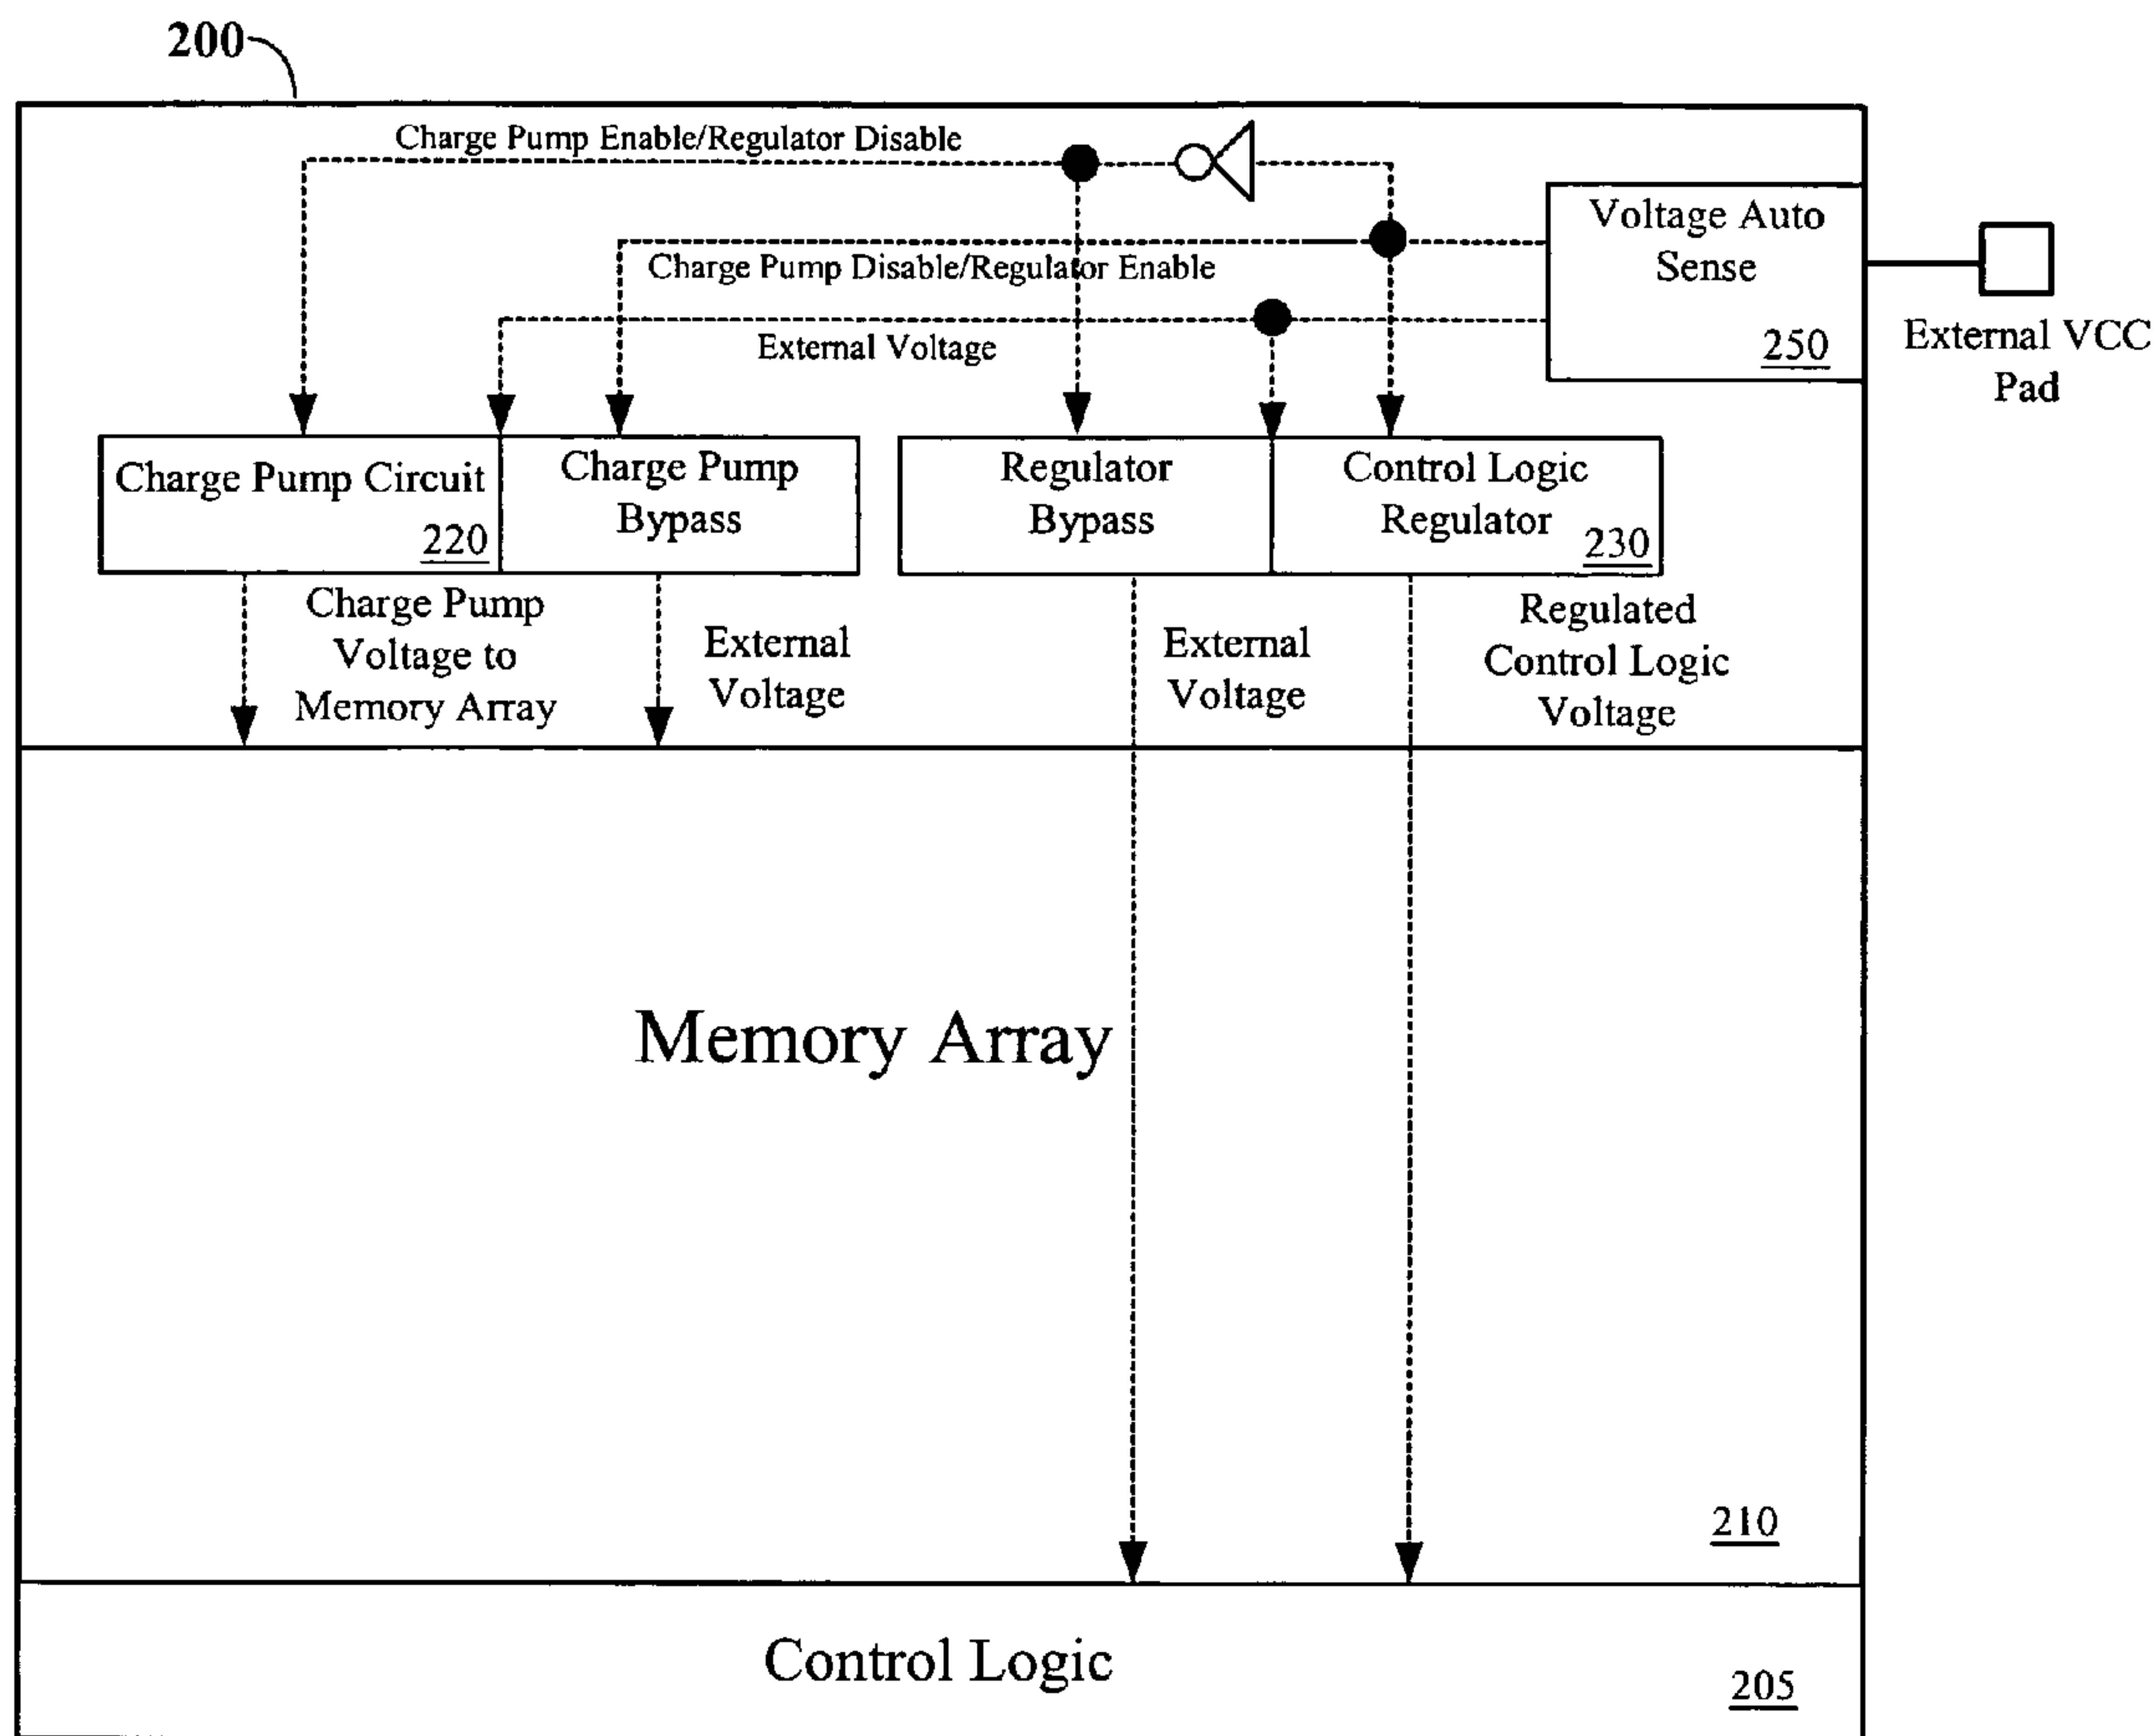 200
Charge Pump Enable/Regulator Disable
Voltage Auto
Sense
250
Charge Pump Disable/Regulator Enable
External Voltage
External VCC
Pad
Charge Pump Circuit
220
Charge Pump
Bypass
Regulator
Bypass
Control Logic
Regulator
230
Charge Pump
Voltage to
Memory Array
External
Voltage
External
Voltage
Regulated
Control Logic
Voltage
Memory Array
210
Control Logic
205